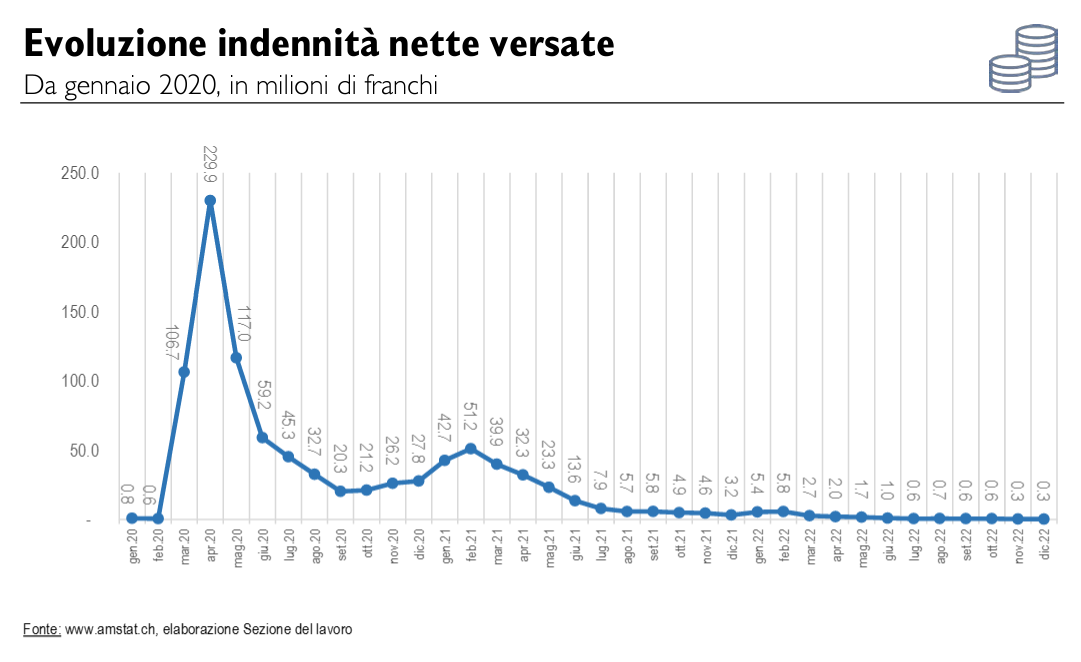 Evoluzione indennità nette versate
Da gennaio 2020, in milioni di franchi
250.0
200.0
150.0
100.0
50.0
-
0.8
0.6
106.7
229.9
117.0
59.2
45.3
32.7
20.3
21.2
26.2
27.8
42.7
51.2
39.9
32.3
23.3
13.6
7.9
5.7
5.8
4.9
4.6
3.2
5.4
5.8
2.7
2.0
1.7
1.0
0.6
0.7
0.6
0.6
0.3
0.3
gen.20
feb.20
mar.20
apr.20
mag.20
giu.20
lug.20
ago.20
set.20
ott.20
nov.20
dic.20
gen.21
feb.21
mar.21
apr.21
mag.21
giu.21
lug.21
ago.21
set.21
ott.21
nov.21
dic.21
gen.22
feb.22
mar.22
apr.22
mag.22
giu.22
lug.22
ago.22
set.22
ott.22
nov.22
dic.22
Fonte: www.amstat.ch, elaborazione Sezione del lavoro